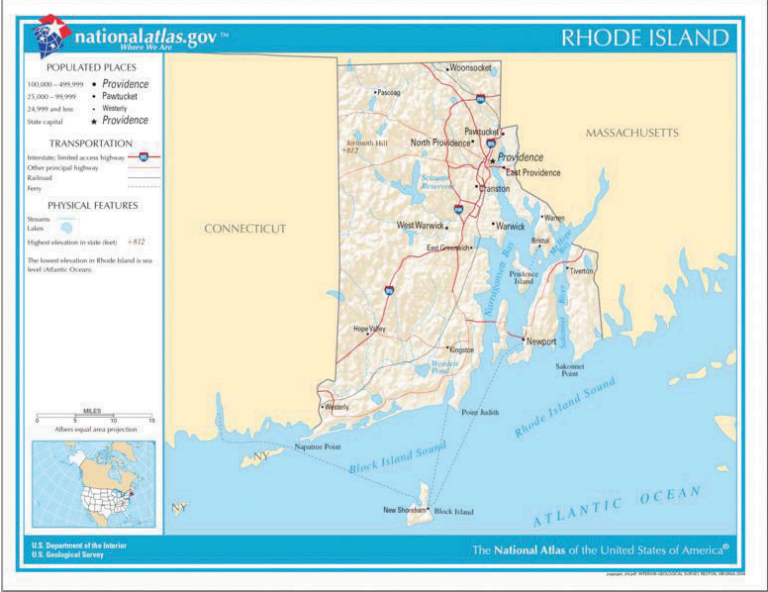 nationalatlas.gov ™
Where We Are
RHODE ISLAND
POPULATED PLACES
100,000 – 499,999 • Providence
25,000 – 99,999 • Pawtucket
24,999 and less • Westerly
State capital ★ Providence
TRANSPORTATION
Interstate; limited access highway
Other principal highway
Railroad
Ferry
PHYSICAL FEATURES
Streams
Lakes
Highest elevation in state (feet) +812
The lowest elevation in Rhode Island is sea
level (Atlantic Ocean).
MILES
0 5 10 15
Albers equal area projection
Woonsocket
Pascoag
Jerimoth Hill
+812
Pawtucket
North Providence
MASSACHUSETTS
Providence
East Providence
Scituate
Reservoir
Cranston
CONNECTICUT
West Warwick
Warwick
Warren
Bristol
East Greenwich
Narragansett Bay
Prudence
Island
Tiverton
Sakonnet River
Hope Valley
Newport
Kingston
Worden
Pond
Sakonnet
Point
Westerly
Point Judith
Rhode Island Sound
Napatree Point
Block Island Sound
NY
NY
New Shoreham
Block Island
ATLANTIC OCEAN
U.S. Department of the Interior
U.S. Geological Survey
The National Atlas of the United States of America®